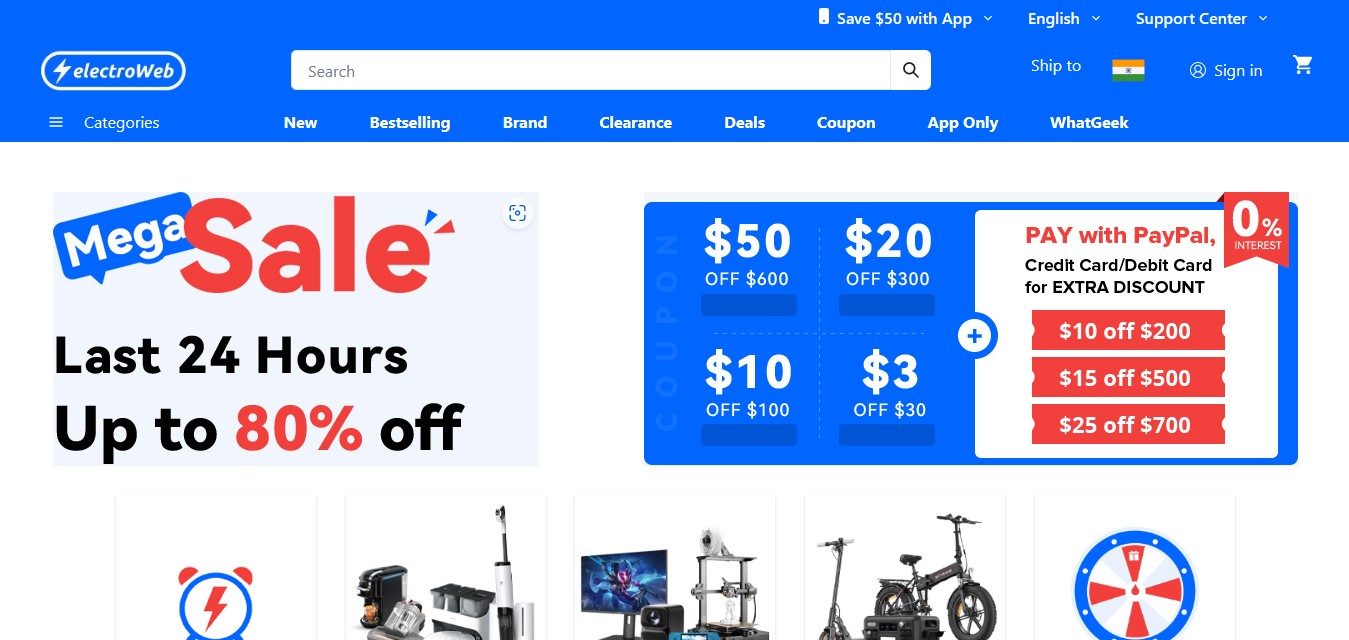 Save $50 with App
English
Support Center
electroWeb
Search
Ship to
Sign in
Categories
New
Bestselling
Brand
Clearance
Deals
Coupon
App Only
WhatGeek
Mega Sale
Last 24 Hours
Up to 80% off
COUPON
$50
OFF $600
$20
OFF $300
$10
OFF $100
$3
OFF $30
+
PAY with PayPal,
Credit Card/Debit Card
for EXTRA DISCOUNT
0%
INTEREST
$10 off $200
$15 off $500
$25 off $700